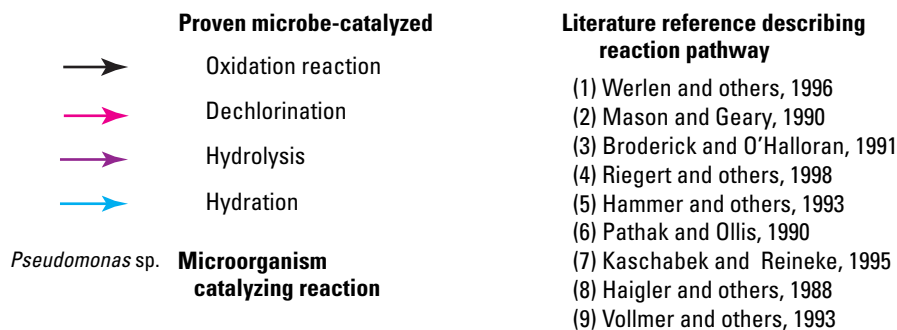 Proven microbe-catalyzed
Oxidation reaction
Dechlorination
Hydrolysis
Hydration
Pseudomonas sp. Microorganism
catalyzing reaction
Literature reference describing
reaction pathway
(1) Werlen and others, 1996
(2) Mason and Geary, 1990
(3) Broderick and O'Halloran, 1991
(4) Riegert and others, 1998
(5) Hammer and others, 1993
(6) Pathak and Ollis, 1990
(7) Kaschabek and Reineke, 1995
(8) Haigler and others, 1988
(9) Vollmer and others, 1993